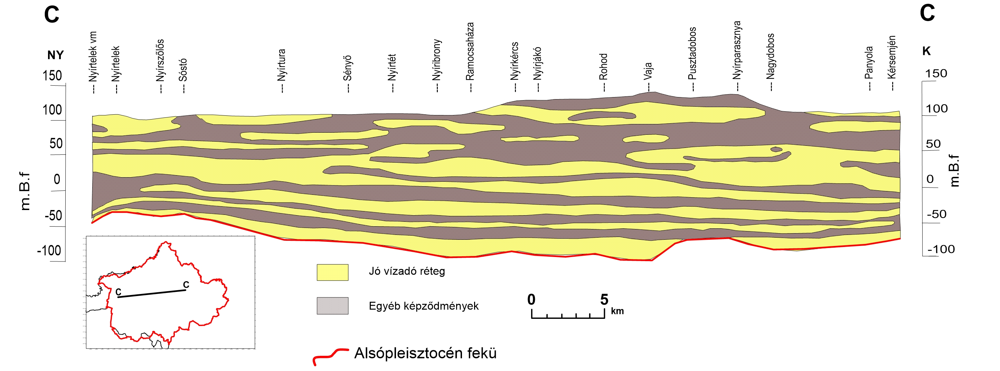 C
C
NY
K
Nyírtelek vm
Nyírtelek
Nyírszőlős
Sóstó
Nyírtura
Sényő
Nyírtét
Nyíribrony
Ramocsaháza
Nyírkércs
Nyírjákó
Rohod
Vaja
Pusztadobos
Nyírparasznya
Nagydobos
Panyola
Kérsemjén
150
100
50
0
-50
-100
m.B.f
150
100
50
0
-50
-100
m.B.f
C
C
Jó vízadó réteg
Egyéb képződmények
Alsópleisztocén fekü
0 5
km